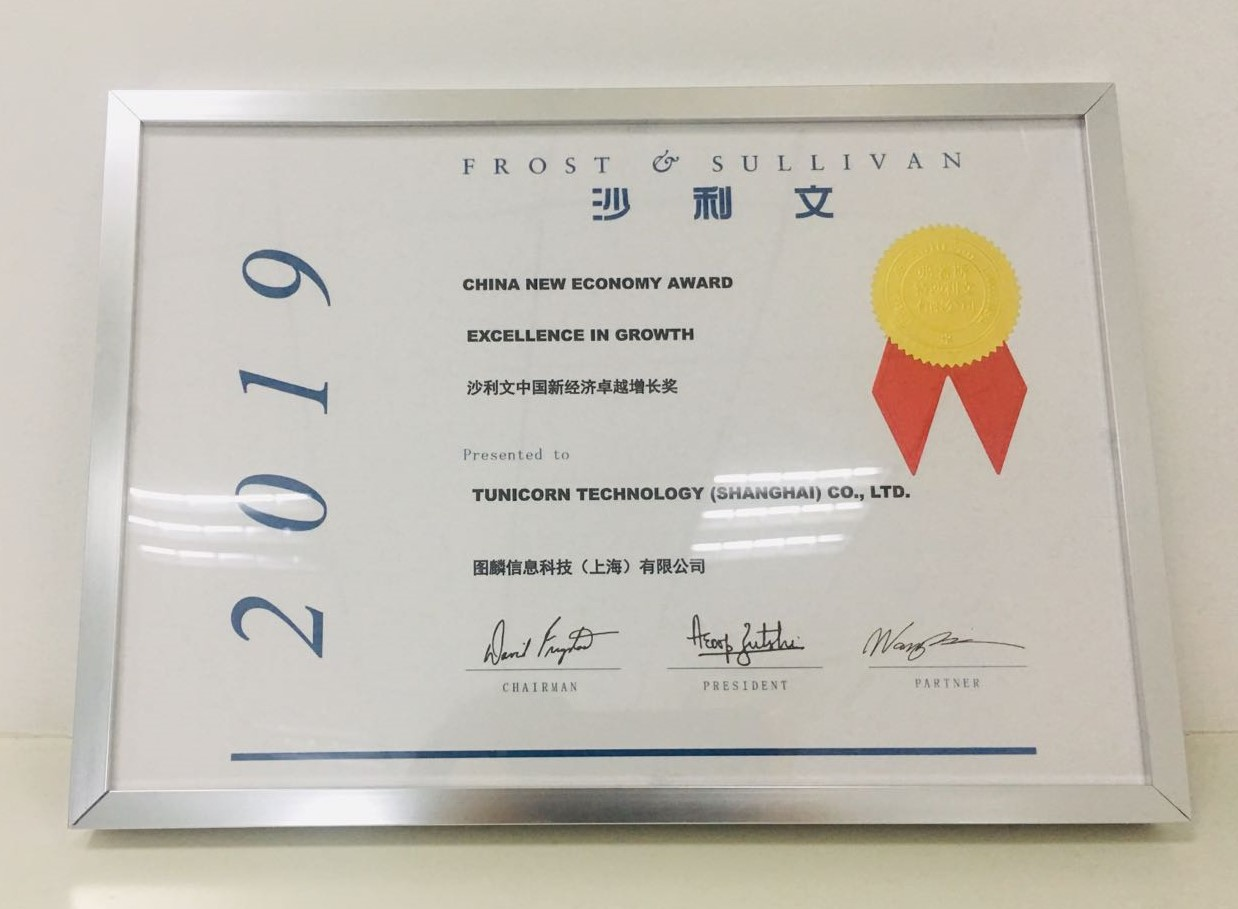 FROST & SULLIVAN
沙利文
2019
CHINA NEW ECONOMY AWARD
EXCELLENCE IN GROWTH
沙利文中国新经济卓越增长奖
Presented to
TUNICORN TECHNOLOGY (SHANGHAI) CO., LTD.
图麟信息科技（上海）有限公司
David
CHAIRMAN
PRESIDENT
PARTNER